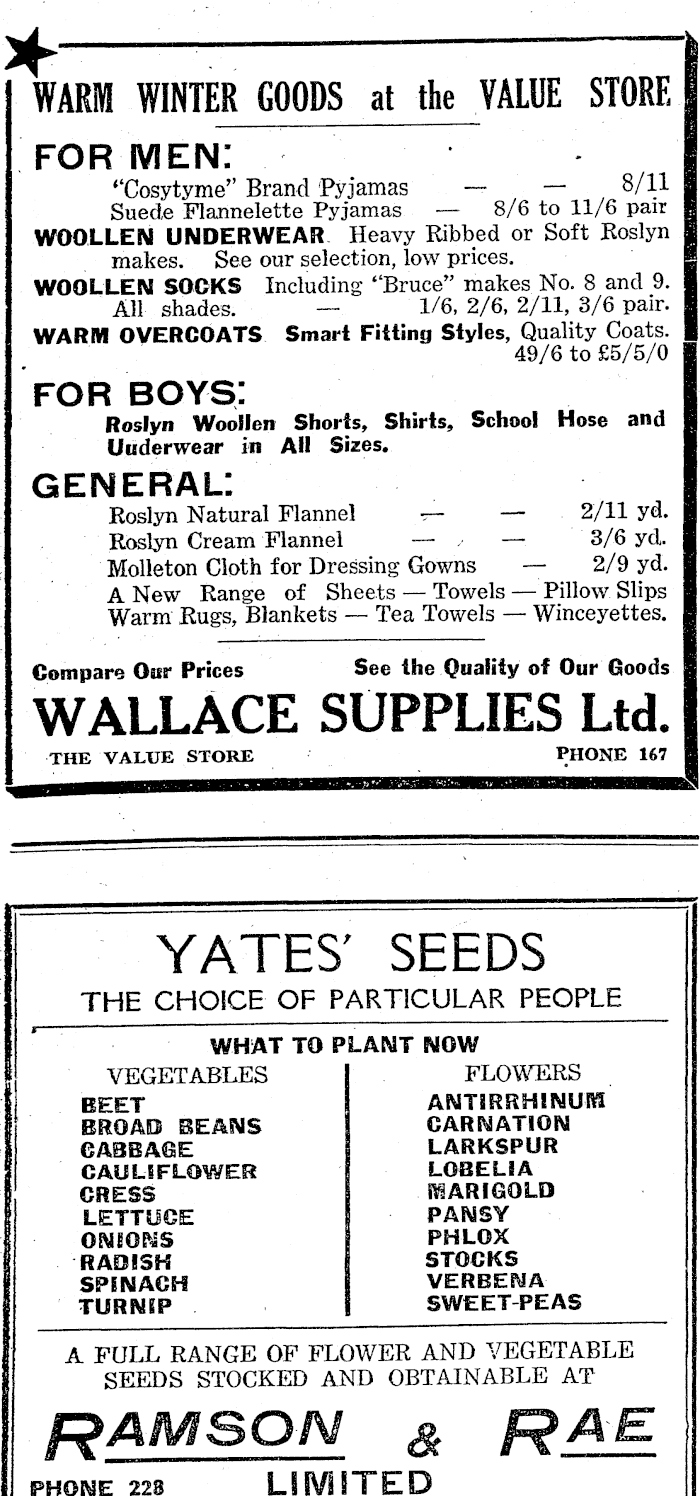 WARM WINTER GOODS at the VALUE STORE
FOR MEN:
"Cosytyme" Brand Pyjamas — — 8/11
Suede Flannelette Pyjamas — 8/6 to 11/6 pair
WOOLLEN UNDERWEAR Heavy Ribbed or Soft Roslyn
makes. See our selection, low prices.
WOOLLEN SOCKS Including "Bruce" makes No. 8 and 9.
All shades. — 1/6, 2/6, 2/11, 3/6 pair.
WARM OVERCOATS Smart Fitting Styles, Quality Coats.
49/6 to £5/5/0
FOR BOYS:
Roslyn Woollen Shorts, Shirts, School Hose and
Uuderwear in All Sizes.
GENERAL:
Roslyn Natural Flannel — — 2/11 yd.
Roslyn Cream Flannel — — 3/6 yd.
Molleton Cloth for Dressing Gowns — 2/9 yd.
A New Range of Sheets — Towels — Pillow Slips
Warm Rugs, Blankets — Tea Towels — Winceyettes.
Compare Our Prices See the Quality of Our Goods
WALLACE SUPPLIES Ltd.
THE VALUE STORE PHONE 167
YATES' SEEDS
THE CHOICE OF PARTICULAR PEOPLE
WHAT TO PLANT NOW
VEGETABLES
BEET
BROAD BEANS
CABBAGE
CAULIFLOWER
CRESS
LETTUCE
ONIONS
RADISH
SPINACH
TURNIP
FLOWERS
ANTIRRHINUM
CARNATION
LARKSPUR
LOBELIA
MARIGOLD
PANSY
PHLOX
STOCKS
VERBENA
SWEET-PEAS
A FULL RANGE OF FLOWER AND VEGETABLE
SEEDS STOCKED AND OBTAINABLE AT
RAMSON & RAE
PHONE 228 LIMITED